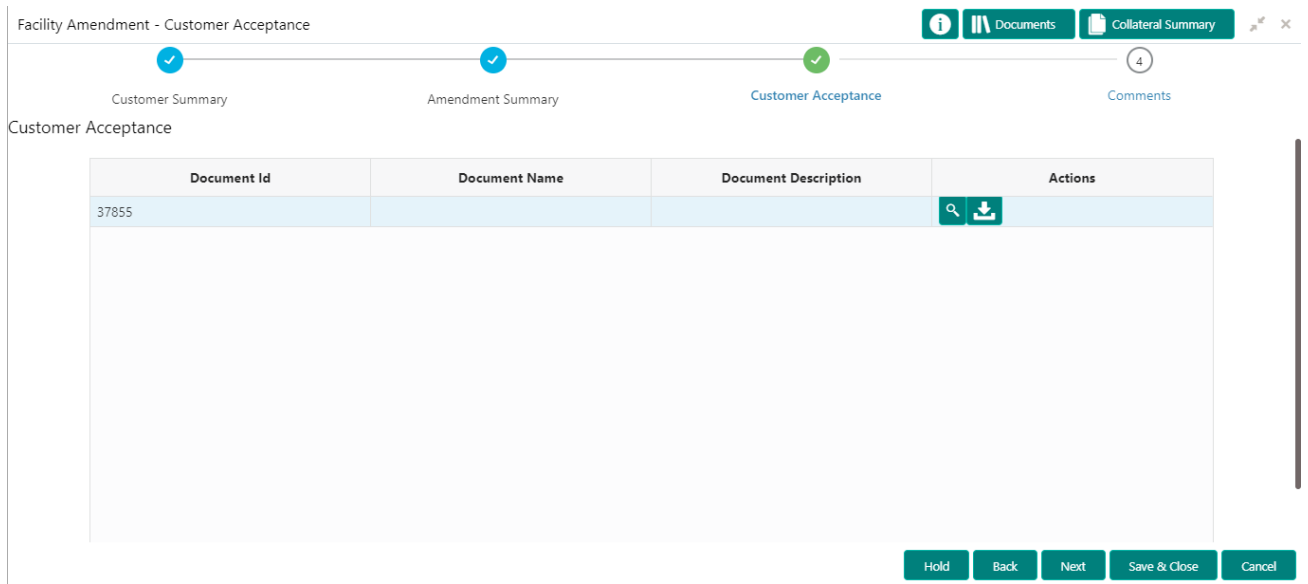 Facility Amendment - Customer Acceptance
Documents
Collateral Summary
4
Customer Summary
Amendment Summary
Customer Acceptance
Comments
Customer Acceptance
Document Id
Document Name
Document Description
Actions
37855
Hold
Back
Next
Save & Close
Cancel